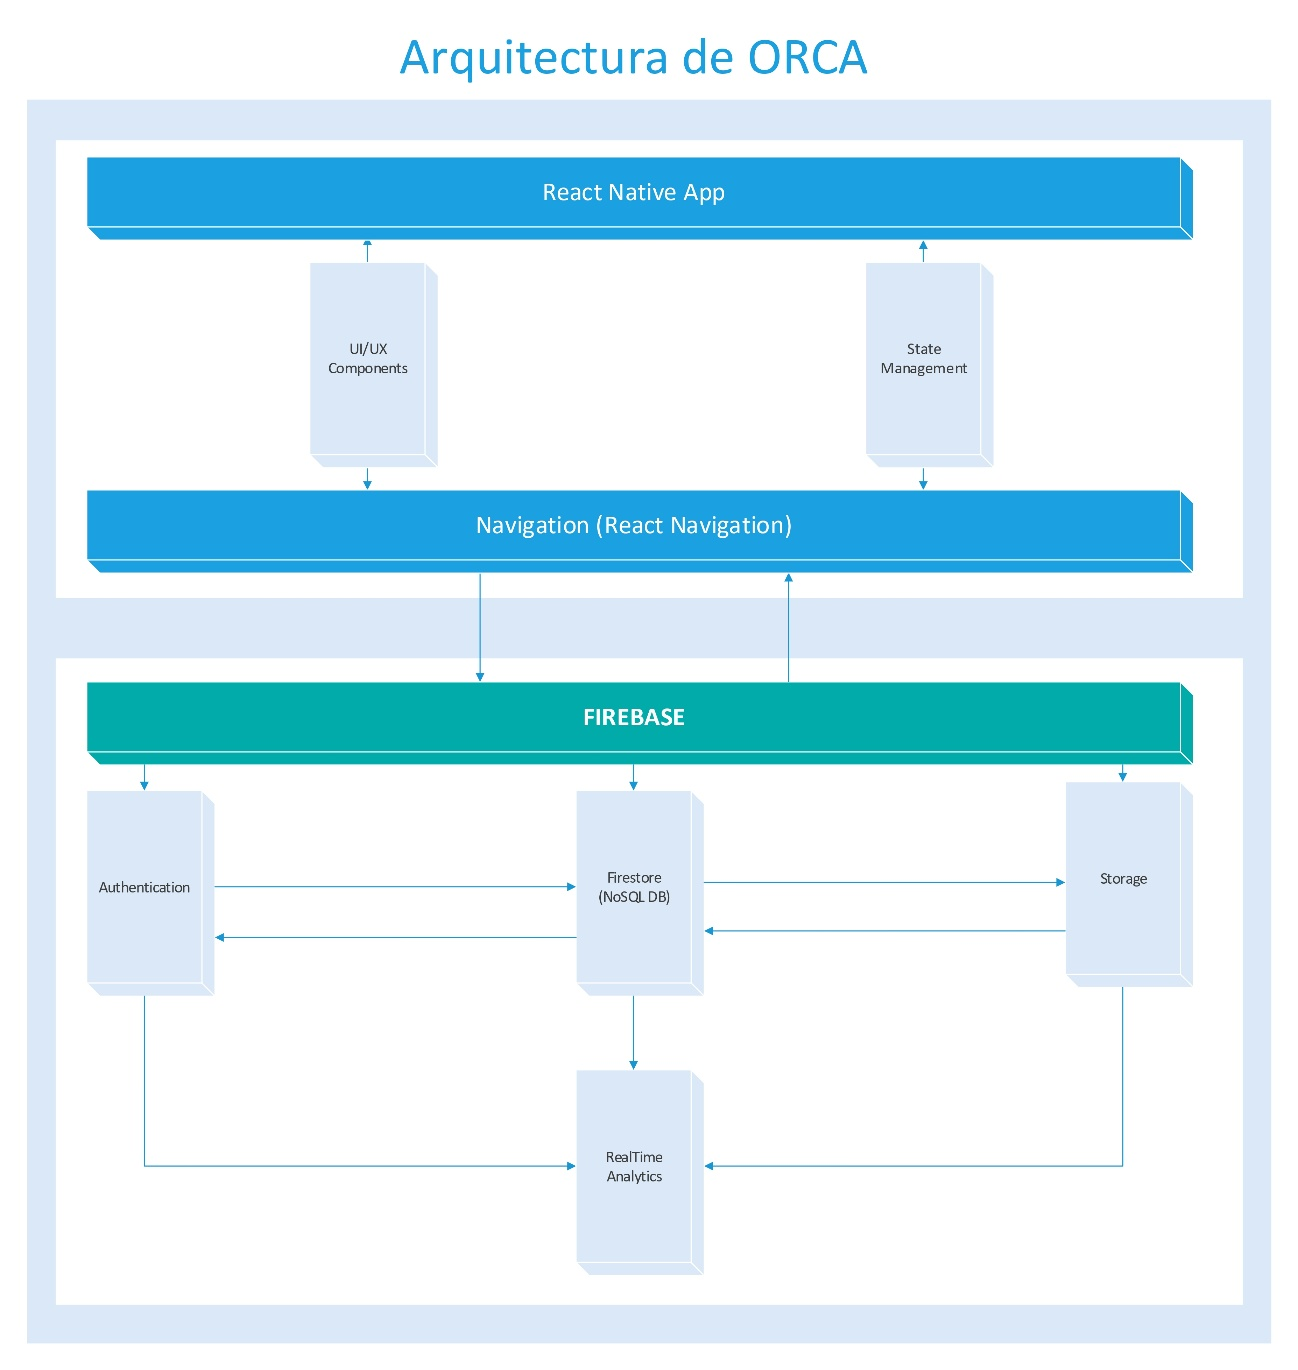 Arquitectura de ORCA
React Native App
UI/UX
Components
State
Management
Navigation (React Navigation)
FIREBASE
Authentication
Firestore
(NoSQL DB)
Storage
RealTime
Analytics